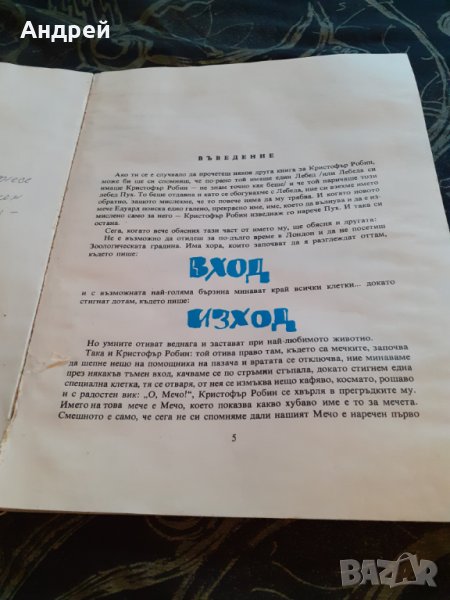 Андрей
ВЪВЕДЕНИЕ
Ако ти се е случвало да прочетеш някоя друга книга за Кристофър Робин,
може би ще си спомниш, че по-рано той имаше един Лебед /или Лебеда си
имаше Кристофър Робин — не знам точно как беше/ и че той наричаше този
лебед Пух. То беше отдавна и като се сбогувахме с Лебеда, ние си взехме името
обратно, защото мислехме, че то повече няма да му трябва. И когато новото
мече Едуард поиска едно галено, прекрасно име, което да вълнува и да е из-
мислено само за него — Кристофър Робин изведнаж го нарече Пух. И така си
остана.
Сега, когато вече обясних тази част от името му, ще обясня и другата:
Не е възможно да отидеш за по-дълго време в Лондон и да не посетиш
Зоологическата градина. Има хора, които започват да я разглеждат оттам,
където пише:
ВХОД
и с възможната най-голяма бързина минават край всички клетки... докато
стигнат дотам, където пише:
ИЗХОД
Но умните отиват веднага и застават при най-любимото животно.
Така и Кристофър Робин: той отива право там, където са мечките, започва
да шепне нещо на помощника на пазача и вратата се отключва, ние минаваме
през някакъв тъмен вход, качваме се по стръмни стъпала, докато стигнем една
специална клетка, тя се отваря, от нея се измъква нещо кафяво, космато, рошаво
и с радостен вик: „О, Мечо!“, Кристофър Робин се хвърля в прегръдките му.
Името на това мече е Мечо, което показва какво хубаво име е то за мечета.
Смешното е само, че сега не си спомняме дали нашият Мечо е наречен първо
5
BAZAR